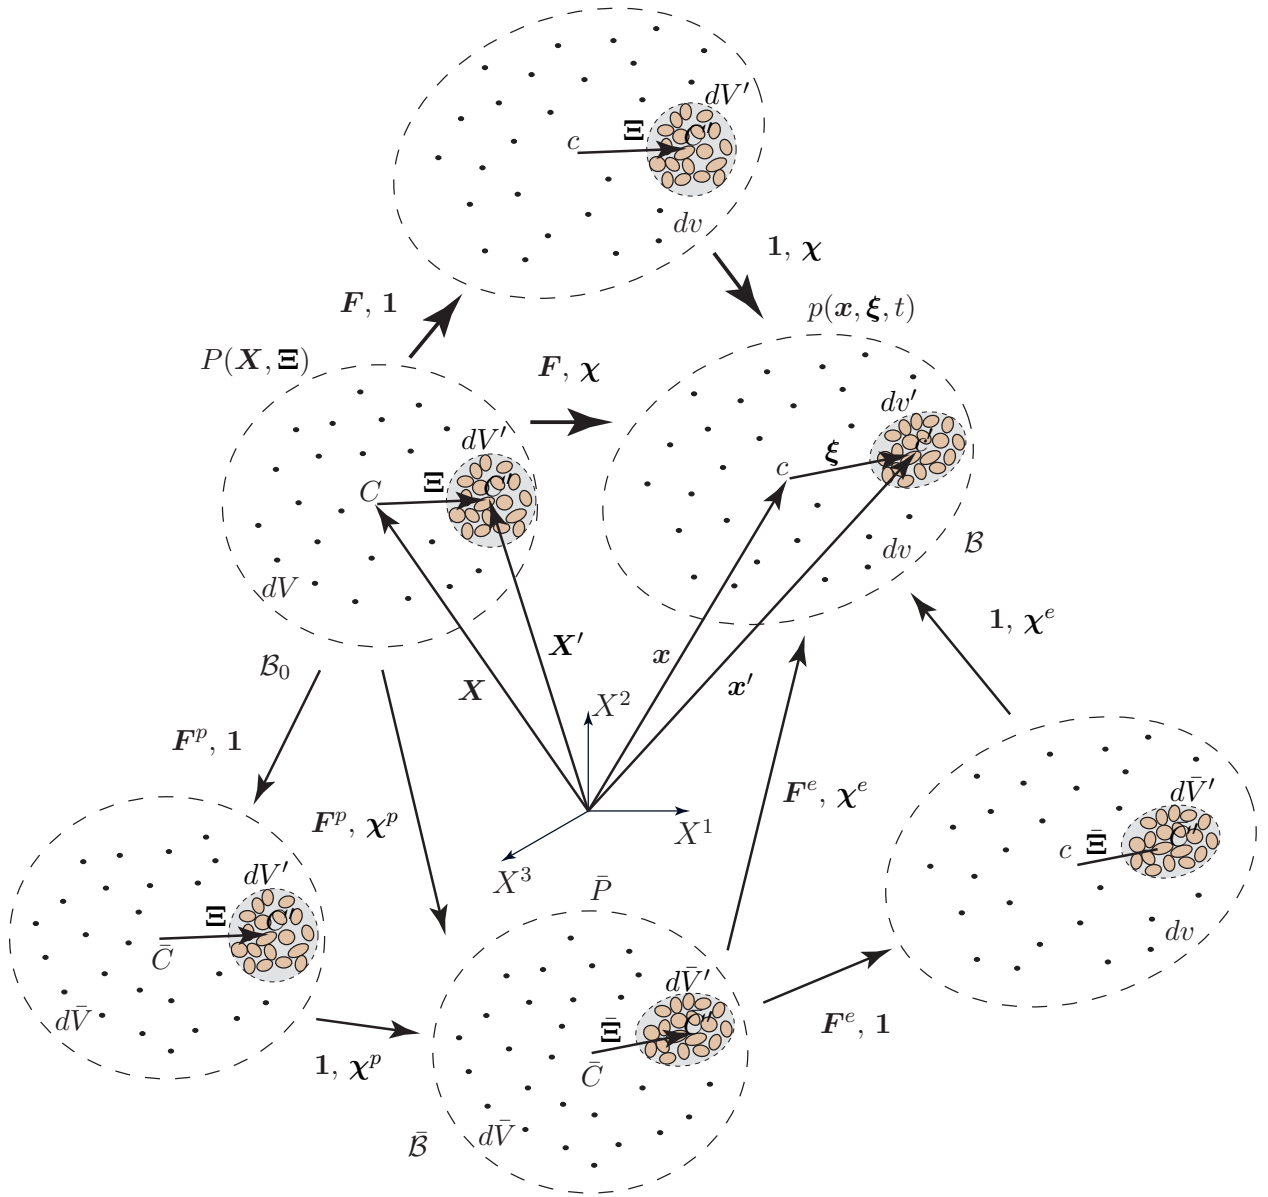 dV′
Ξ
c
C′
dv
1, χ
F, 1
p(x, ξ, t)
P(X, Ξ)
F, χ
dv′
dV′
ξ
c′
c
Ξ
C
C′
𝓑
dv
dV
1, χᵉ
X′
x
𝓑₀
X
x′
X²
Fᵖ, 1
dV̄′
Fᵉ, χᵉ
Fᵖ, χᵖ
X¹
C̄′
Ξ̄
c
X³
dV′
P̄
Ξ
C′
dv
C̄
dV̄′
dV̄
Ξ̄
C̄′
Fᵉ, 1
1, χᵖ
C̄
dV̄
𝓑̄